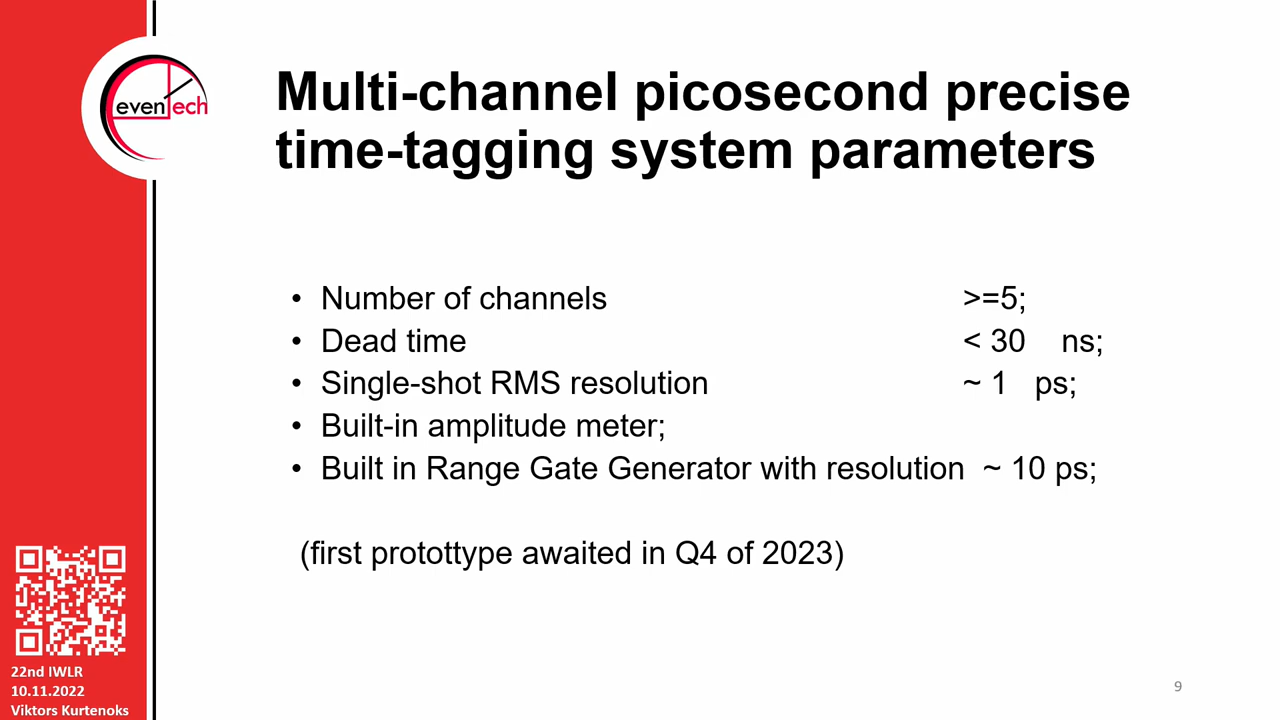 evenTech
Multi-channel picosecond precise
time-tagging system parameters
• Number of channels >=5;
• Dead time < 30 ns;
• Single-shot RMS resolution ~ 1 ps;
• Built-in amplitude meter;
• Built in Range Gate Generator with resolution ~ 10 ps;
(first protottype awaited in Q4 of 2023)
22nd IWLR
10.11.2022
Viktors Kurtenoks
9